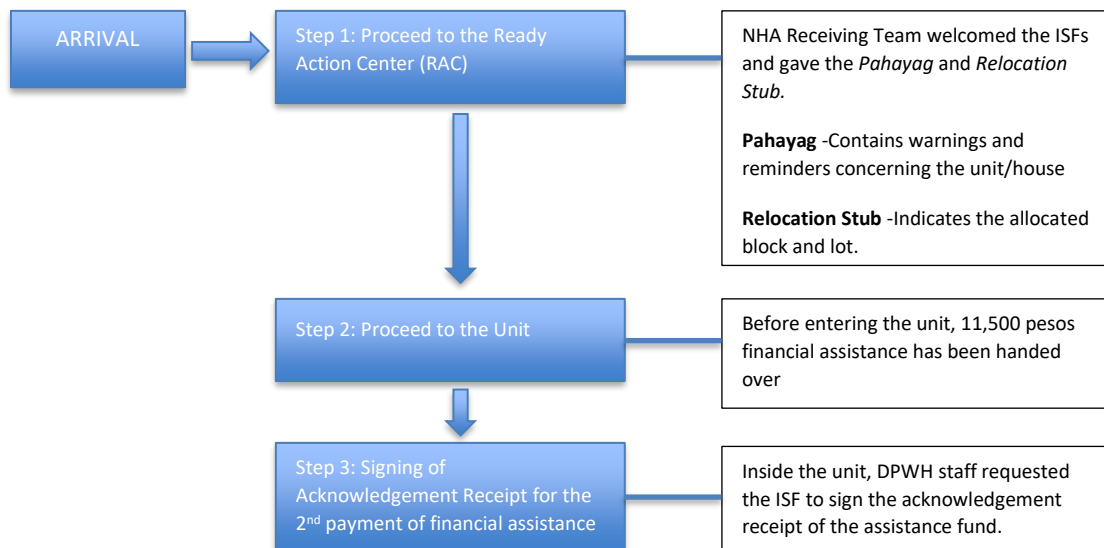 ARRIVAL
Step 1: Proceed to the Ready
Action Center (RAC)
NHA Receiving Team welcomed the ISFs
and gave the Pahayag and Relocation
Stub.
Pahayag -Contains warnings and
reminders concerning the unit/house
Relocation Stub -Indicates the allocated
block and lot.
Step 2: Proceed to the Unit
Before entering the unit, 11,500 pesos
financial assistance has been handed
over
Step 3: Signing of
Acknowledgement Receipt for the
2nd payment of financial assistance
Inside the unit, DPWH staff requested
the ISF to sign the acknowledgement
receipt of the assistance fund.